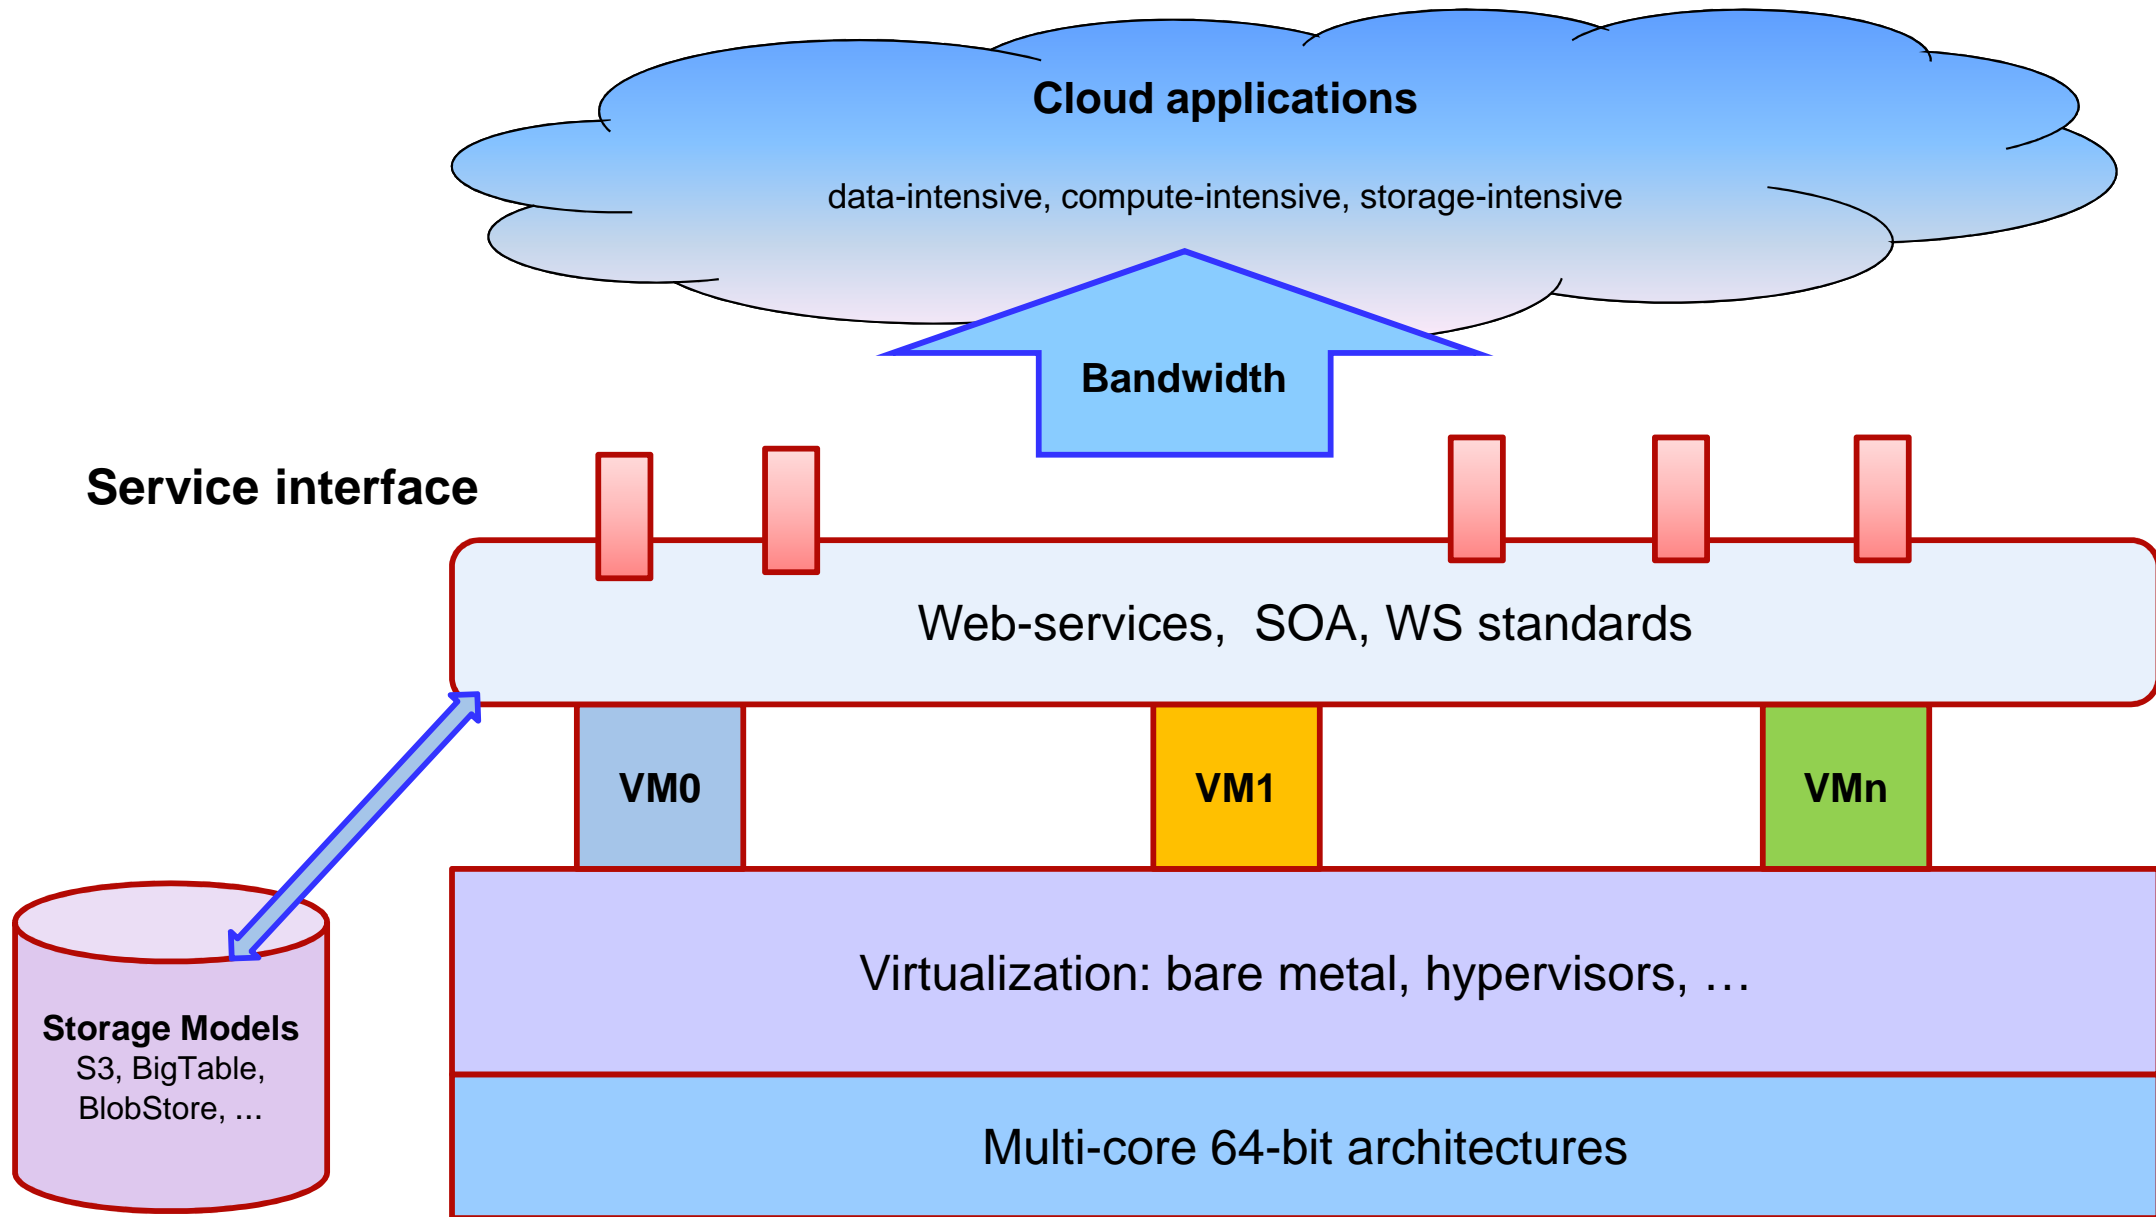 Cloud applications
data-intensive, compute-intensive, storage-intensive
Bandwidth
Service interface
Web-services, SOA, WS standards
VM0
VM1
VMn
Virtualization: bare metal, hypervisors, …
Storage Models
S3, BigTable,
BlobStore, ...
Multi-core 64-bit architectures